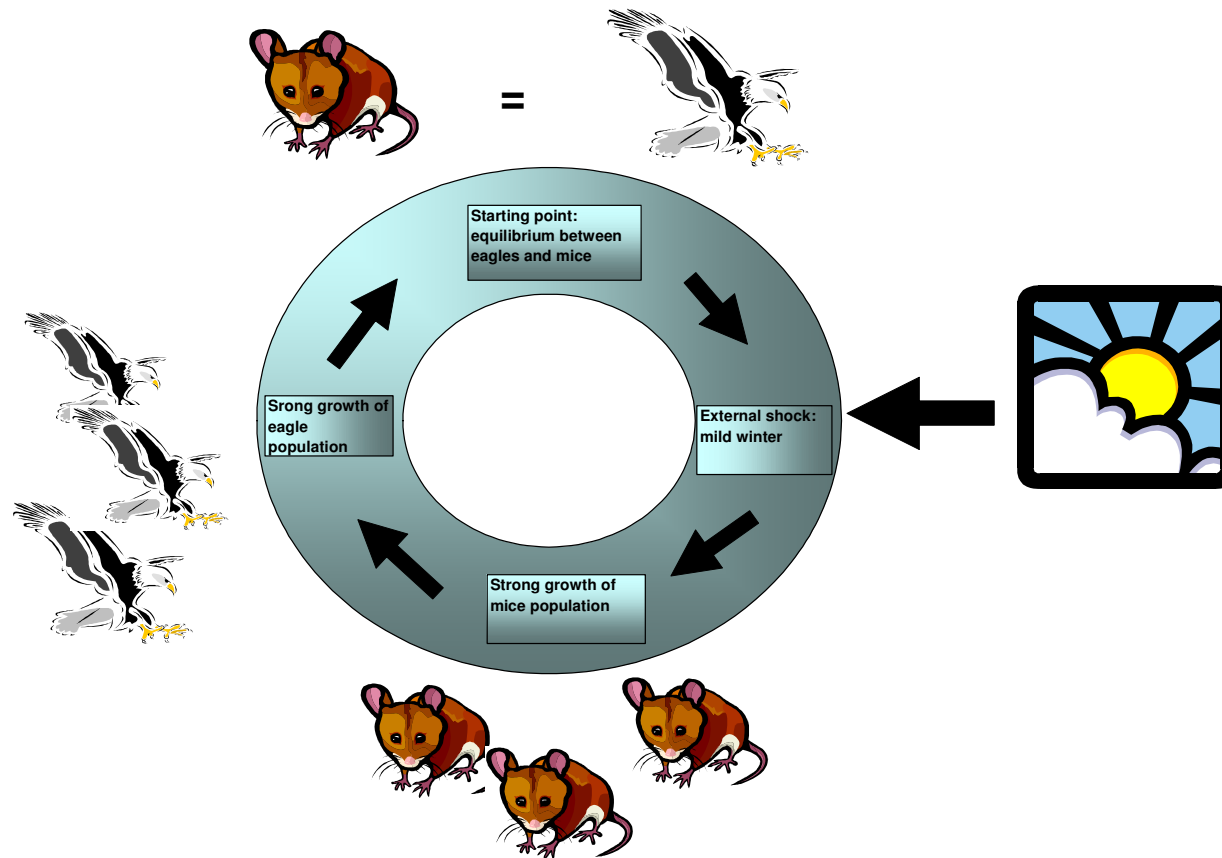 =
Starting point:
equilibrium between
eagles and mice
External shock:
mild winter
Srong growth of
eagle
population
Strong growth of
mice population